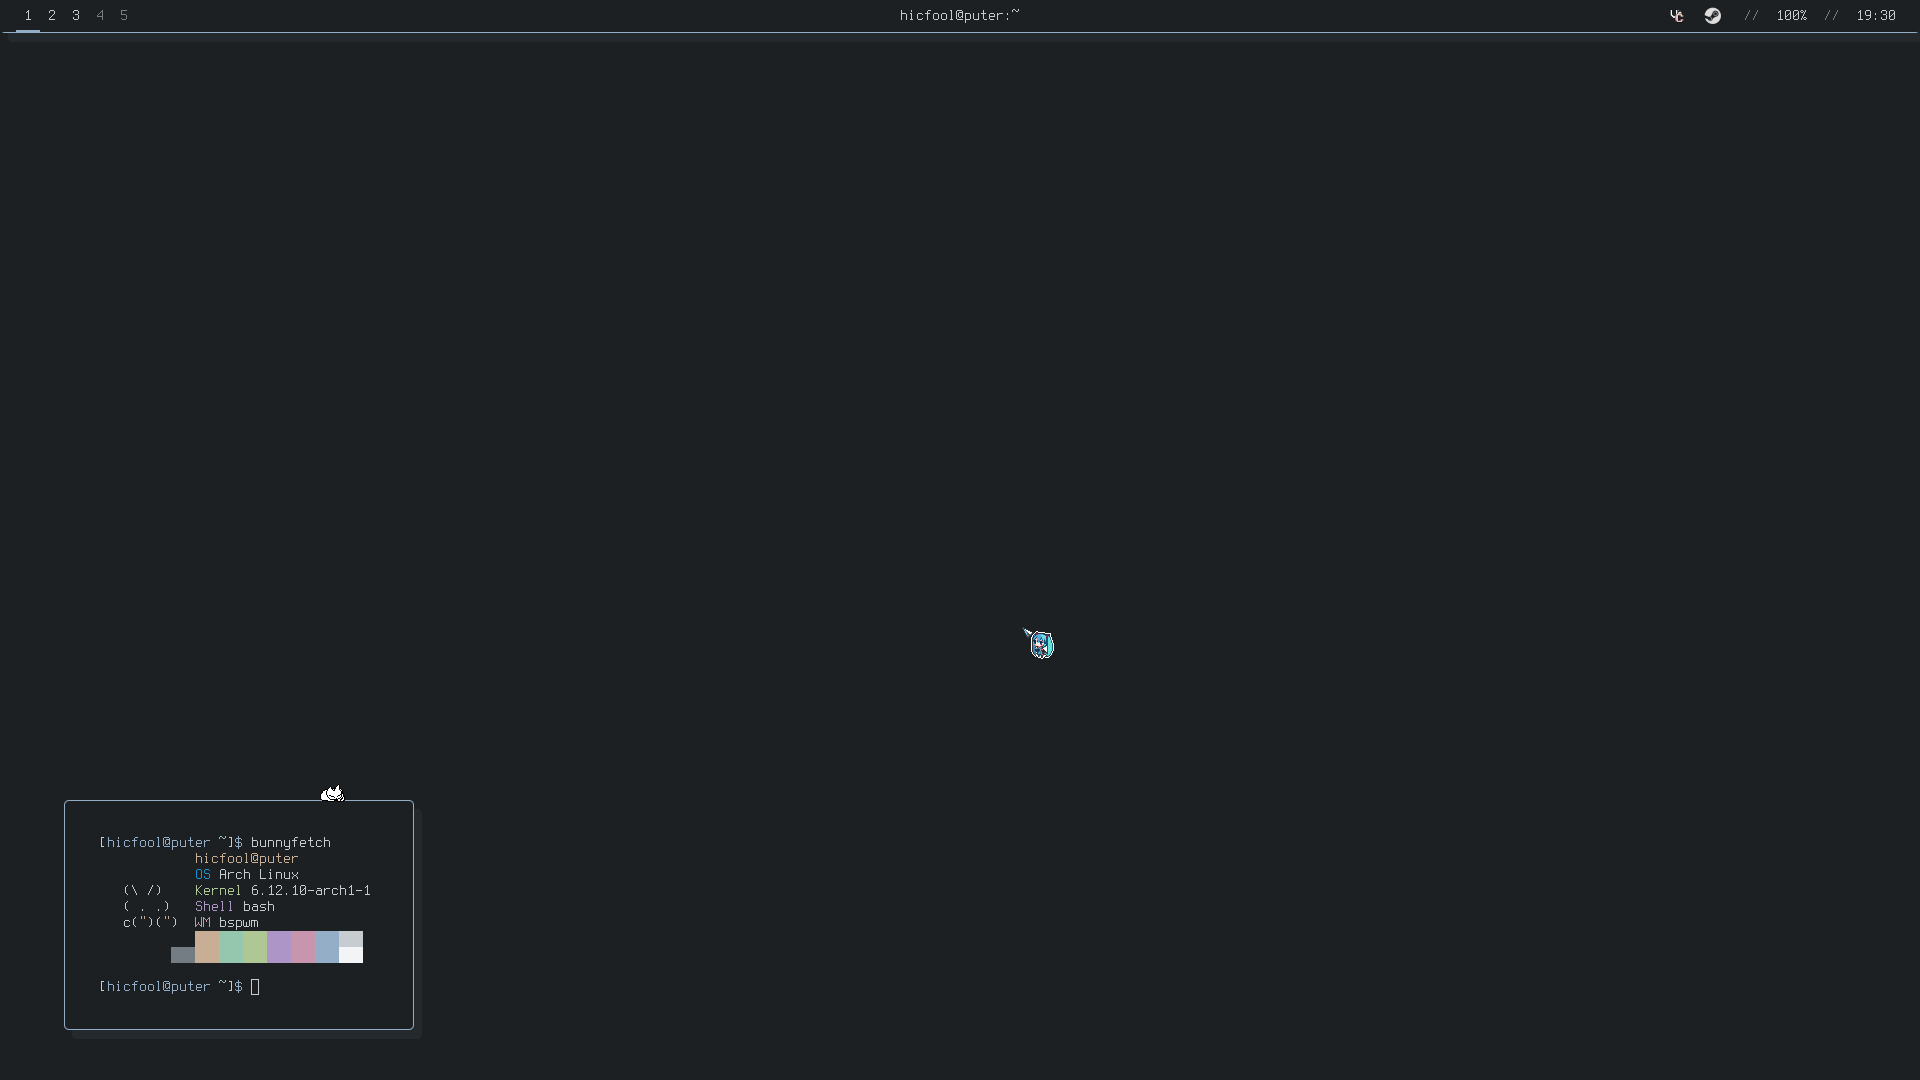 1 2 3 4 5
hicfool@puter:~
// 100% // 19:30
[hicfool@puter ~]$ bunnyfetch
hicfool@puter
OS Arch Linux
(\ /) Kernel 6.12.10-arch1-1
( . .) Shell bash
c(")(") WM bspwm
[hicfool@puter ~]$